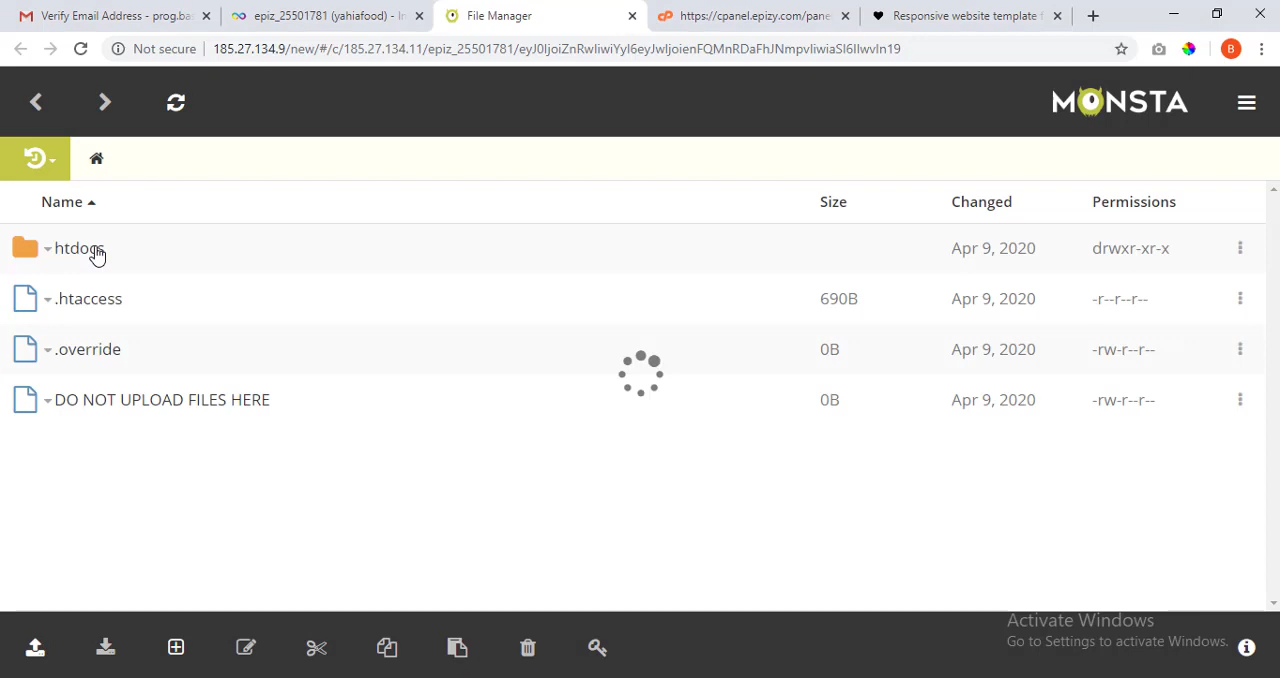 Verify Email Address - prog.ba
epiz_25501781 (yahiafood) - In
File Manager
https://cpanel.epizy.com/pane
Responsive website template f
Not secure
185.27.134.9/new/#/c/185.27.134.11/epiz_25501781/eyJ0IjoiZnRwIiwiYyI6eyJwIjoienFQMnRDaFhJNmpvIiwiaSI6IlwvIn19
B
MONSTA
Name Size Changed Permissions
htdocs Apr 9, 2020 drwxr-xr-x
.htaccess 690B Apr 9, 2020 -r--r--r--
.override 0B Apr 9, 2020 -rw-r--r--
DO NOT UPLOAD FILES HERE 0B Apr 9, 2020 -rw-r--r--
Activate Windows
Go to Settings to activate Windows.